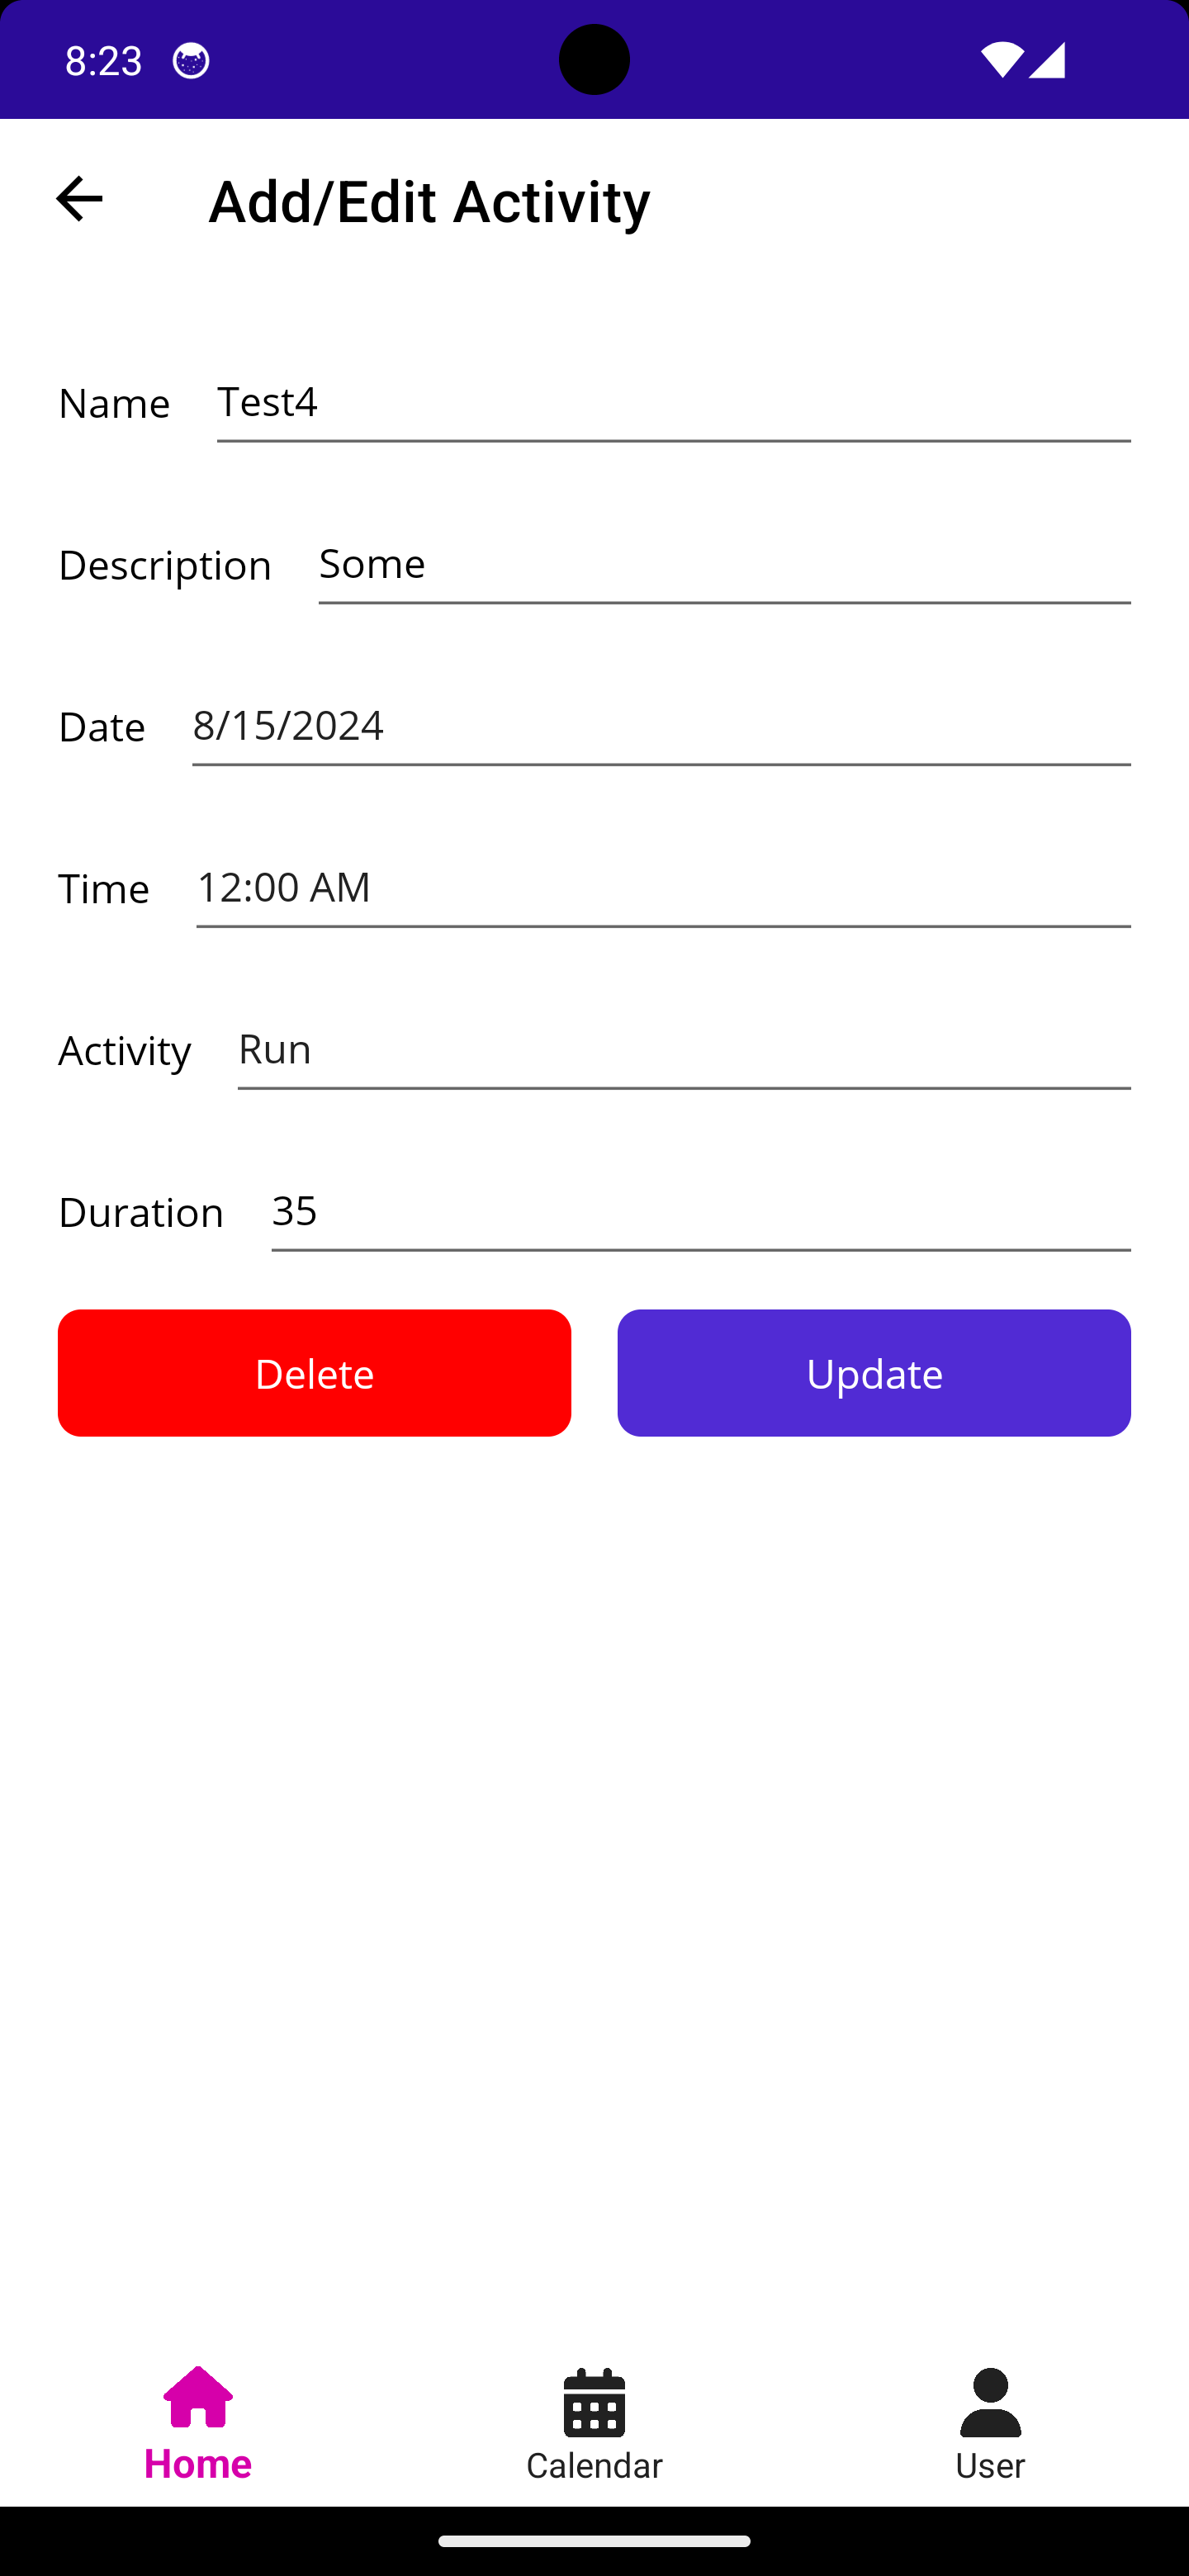 8:23
Add/Edit Activity
Name Test4
Description Some
Date 8/15/2024
Time 12:00 AM
Activity Run
Duration 35
Delete Update
Home Calendar User